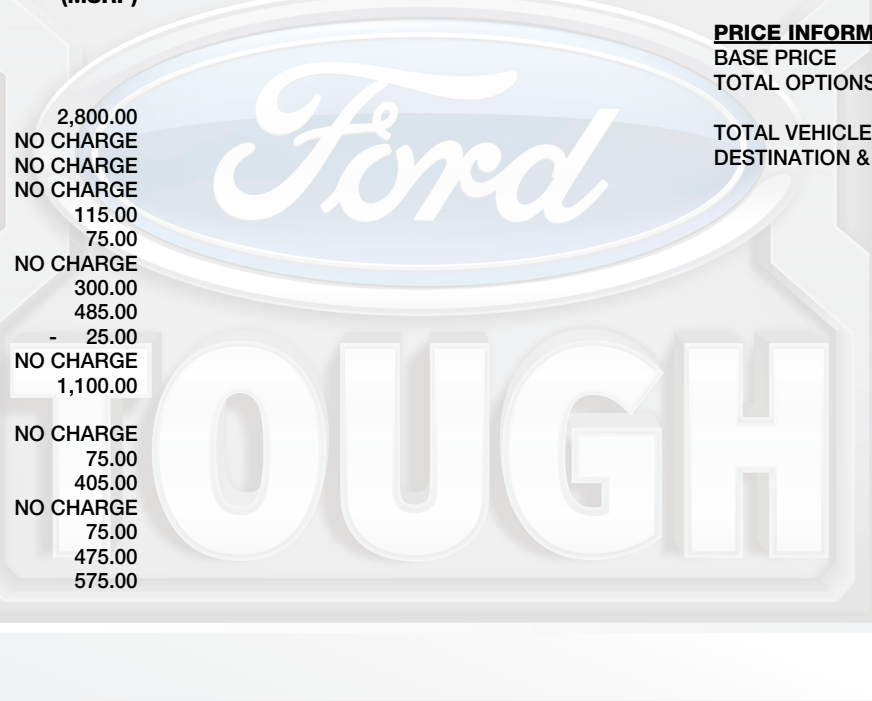 (MSRP)
2,800.00
NO CHARGE
NO CHARGE
NO CHARGE
115.00
75.00
NO CHARGE
300.00
485.00
- 25.00
NO CHARGE
1,100.00
NO CHARGE
75.00
405.00
NO CHARGE
75.00
475.00
575.00
PRICE INFORM
BASE PRICE
TOTAL OPTIONS
TOTAL VEHICLE
DESTINATION &
Ford
TOUGH